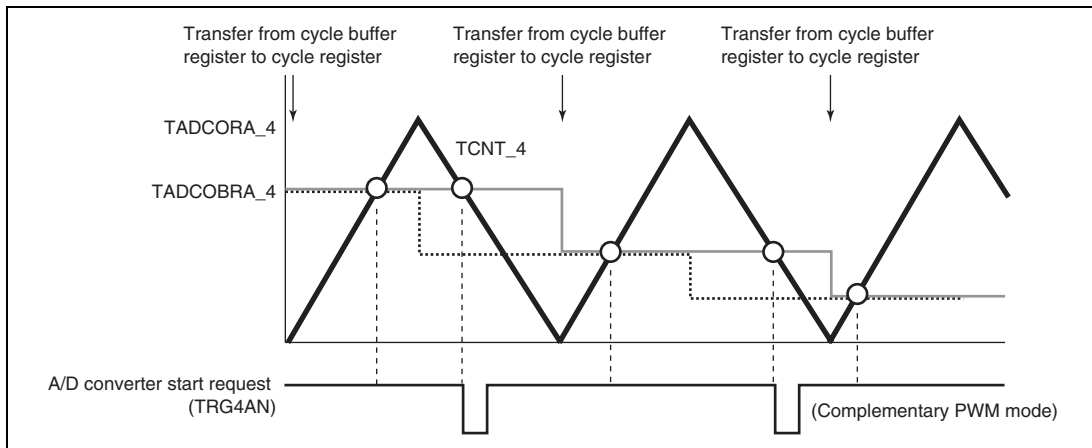 Transfer from cycle buffer
register to cycle register
Transfer from cycle buffer
register to cycle register
Transfer from cycle buffer
register to cycle register
TADCORA_4
TCNT_4
TADCOBRA_4
A/D converter start request
(TRG4AN)
(Complementary PWM mode)